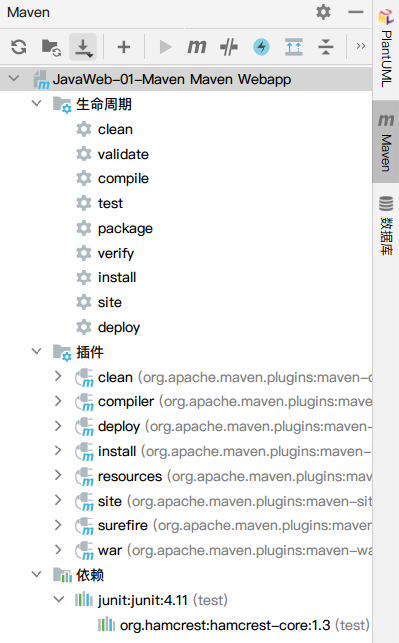 Maven
JavaWeb-01-Maven Maven Webapp
生命周期
clean
validate
compile
test
package
verify
install
site
deploy
插件
clean (org.apache.maven.plugins:maven-c
compiler (org.apache.maven.plugins:mave
deploy (org.apache.maven.plugins:maven-
install (org.apache.maven.plugins:maven-
resources (org.apache.maven.plugins:mav
site (org.apache.maven.plugins:maven-sit
surefire (org.apache.maven.plugins:maven
war (org.apache.maven.plugins:maven-wa
依赖
junit:junit:4.11 (test)
org.hamcrest:hamcrest-core:1.3 (test)
PlantUML
Maven
数据库